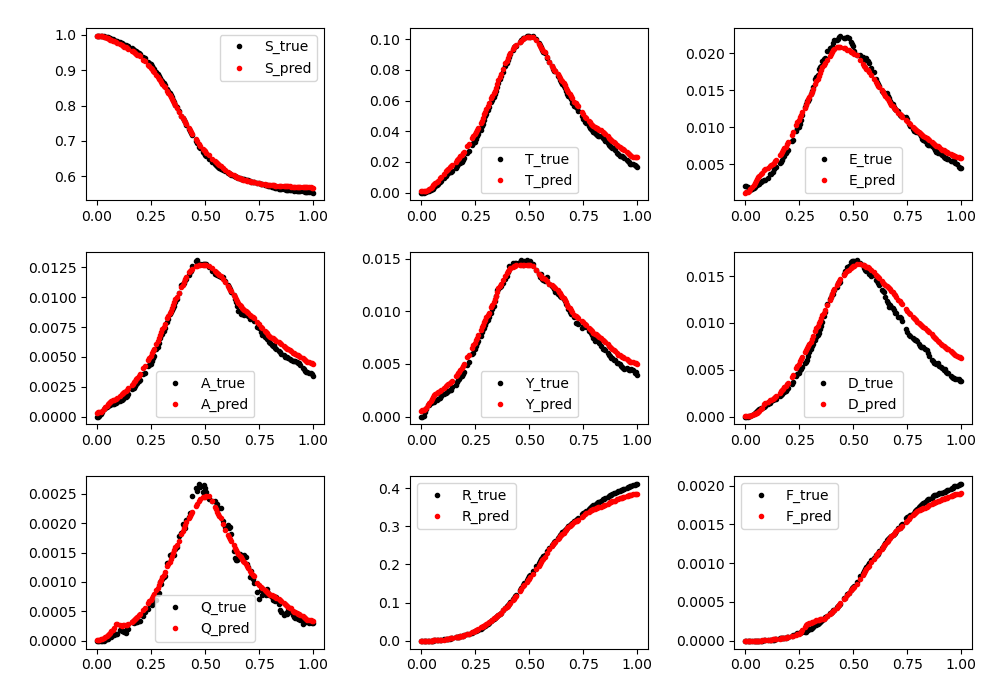 1.0
0.9
0.8
0.7
0.6
S_true
S_pred
0.00 0.25 0.50 0.75 1.00
0.10
0.08
0.06
0.04
0.02
0.00
T_true
T_pred
0.00 0.25 0.50 0.75 1.00
0.020
0.015
0.010
0.005
E_true
E_pred
0.00 0.25 0.50 0.75 1.00
0.0125
0.0100
0.0075
0.0050
0.0025
0.0000
A_true
A_pred
0.00 0.25 0.50 0.75 1.00
0.015
0.010
0.005
0.000
Y_true
Y_pred
0.00 0.25 0.50 0.75 1.00
0.015
0.010
0.005
0.000
D_true
D_pred
0.00 0.25 0.50 0.75 1.00
0.0025
0.0020
0.0015
0.0010
0.0005
0.0000
Q_true
Q_pred
0.00 0.25 0.50 0.75 1.00
0.4
0.3
0.2
0.1
0.0
R_true
R_pred
0.00 0.25 0.50 0.75 1.00
0.0020
0.0015
0.0010
0.0005
0.0000
F_true
F_pred
0.00 0.25 0.50 0.75 1.00